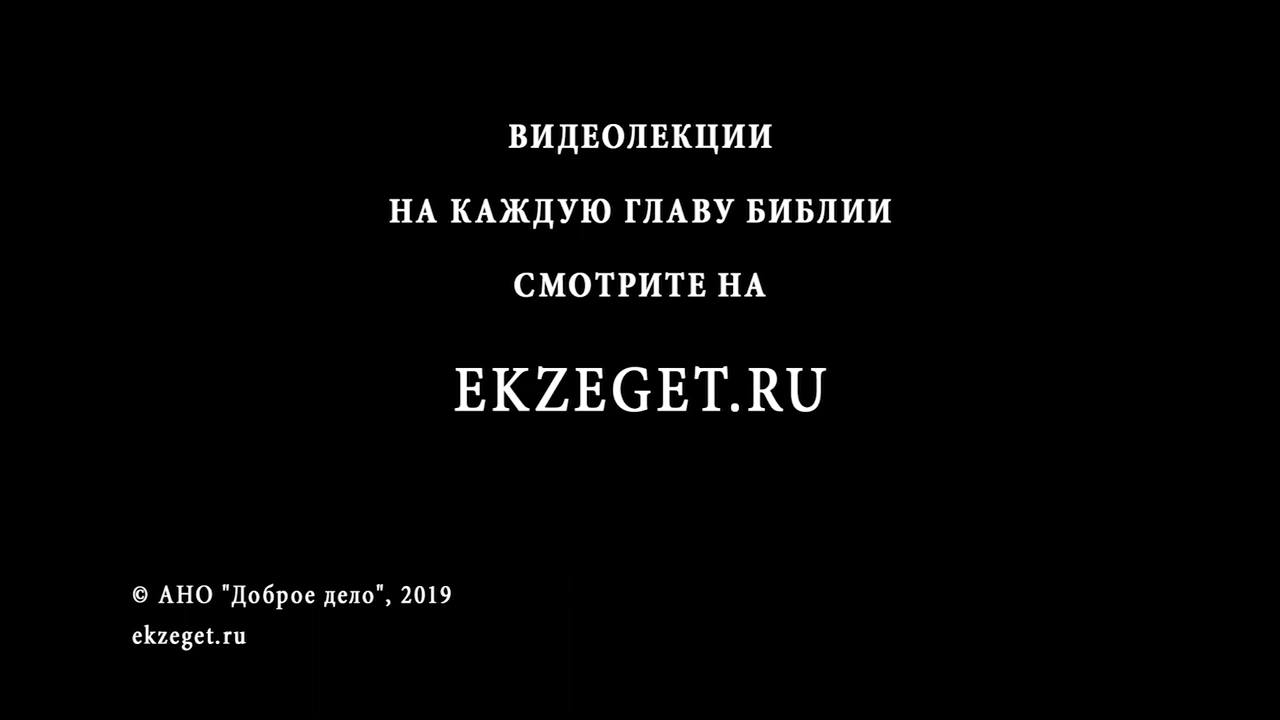 ВИДЕОЛЕКЦИИ
НА КАЖДУЮ ГЛАВУ БИБЛИИ
СМОТРИТЕ НА
EKZEGET.RU
© АНО "Доброе дело", 2019
ekzeget.ru